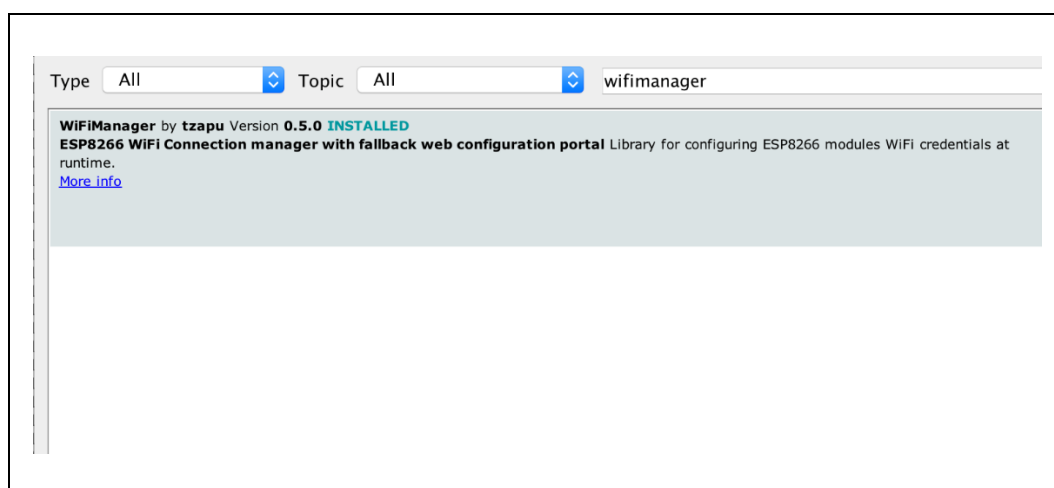 Type All Topic All wifimanager
WiFiManager by tzapu Version 0.5.0 INSTALLED
ESP8266 WiFi Connection manager with fallback web configuration portal Library for configuring ESP8266 modules WiFi credentials at
runtime.
More info